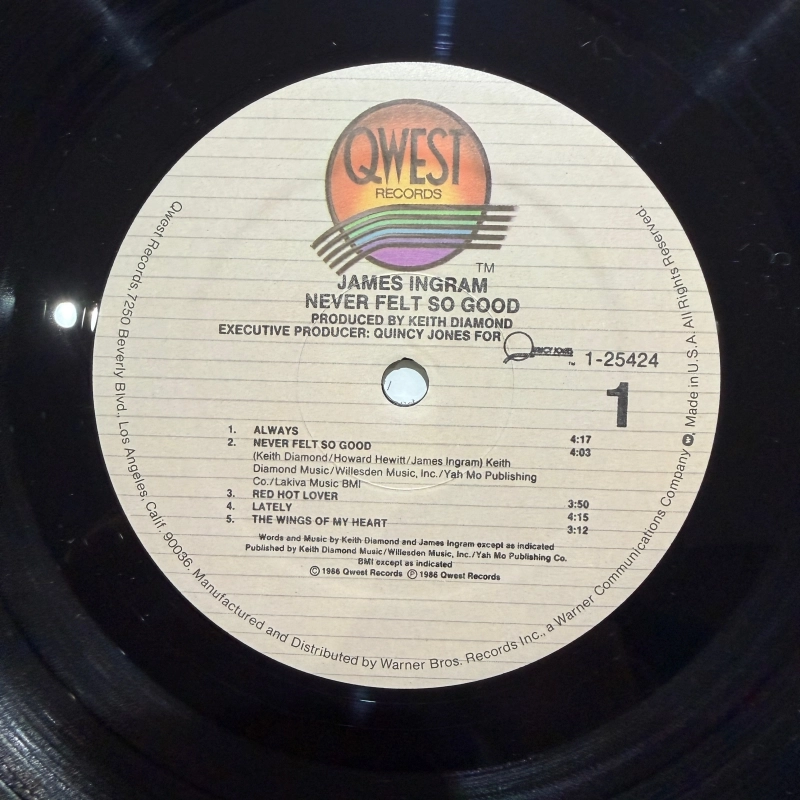 QWEST
RECORDS
TM
JAMES INGRAM
NEVER FELT SO GOOD
PRODUCED BY KEITH DIAMOND
EXECUTIVE PRODUCER: QUINCY JONES FOR QUINCY JONES ™ 1-25424
1
1. ALWAYS 4:17
2. NEVER FELT SO GOOD 4:03
(Keith Diamond/Howard Hewitt/James Ingram) Keith
Diamond Music/Willesden Music, Inc./Yah Mo Publishing
Co./Lakiva Music BMI
3. RED HOT LOVER 3:50
4. LATELY 4:15
5. THE WINGS OF MY HEART 3:12
Words and Music by Keith Diamond and James Ingram except as indicated
Published by Keith Diamond Music/Willesden Music, Inc./Yah Mo Publishing Co.
BMI except as indicated
© 1986 Qwest Records ℗ 1986 Qwest Records
Qwest Records, 7250 Beverly Blvd., Los Angeles, Calif. 90036. Manufactured and Distributed by Warner Bros. Records Inc., a Warner Communications Company. Made in U.S.A. All Rights Reserved.